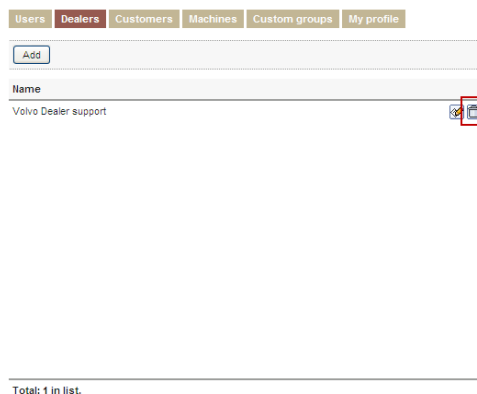 Users Dealers Customers Machines Custom groups My profile
Add
Name
Volvo Dealer support
Total: 1 in list.